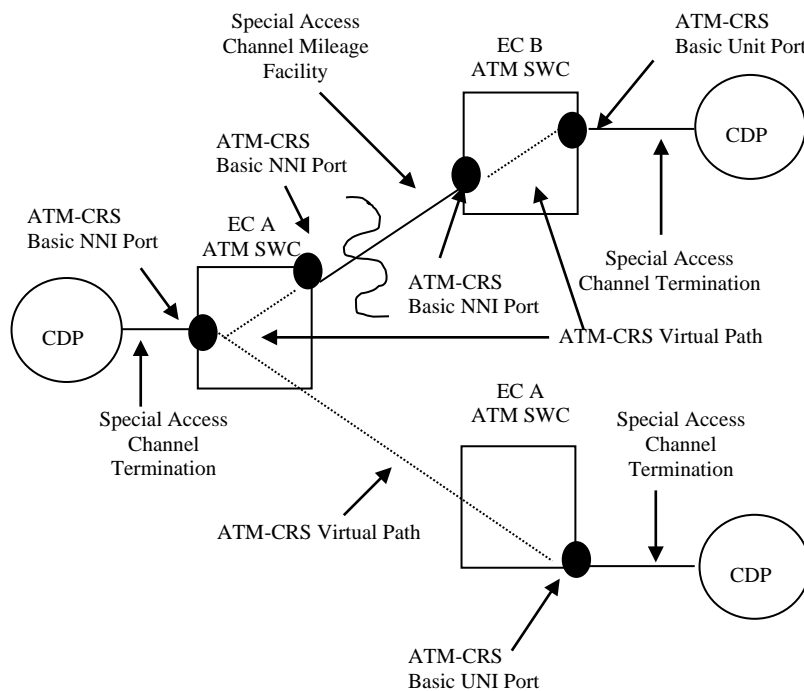 Special Access
Channel Mileage
Facility
EC B
ATM SWC
ATM-CRS
Basic Unit Port
CDP
ATM-CRS
Basic NNI Port
ATM-CRS
Basic NNI Port
EC A
ATM SWC
ATM-CRS
Basic NNI Port
Special Access
Channel Termination
CDP
ATM-CRS Virtual Path
Special Access
Channel
Termination
EC A
ATM SWC
Special Access
Channel
Termination
ATM-CRS Virtual Path
CDP
ATM-CRS
Basic UNI Port